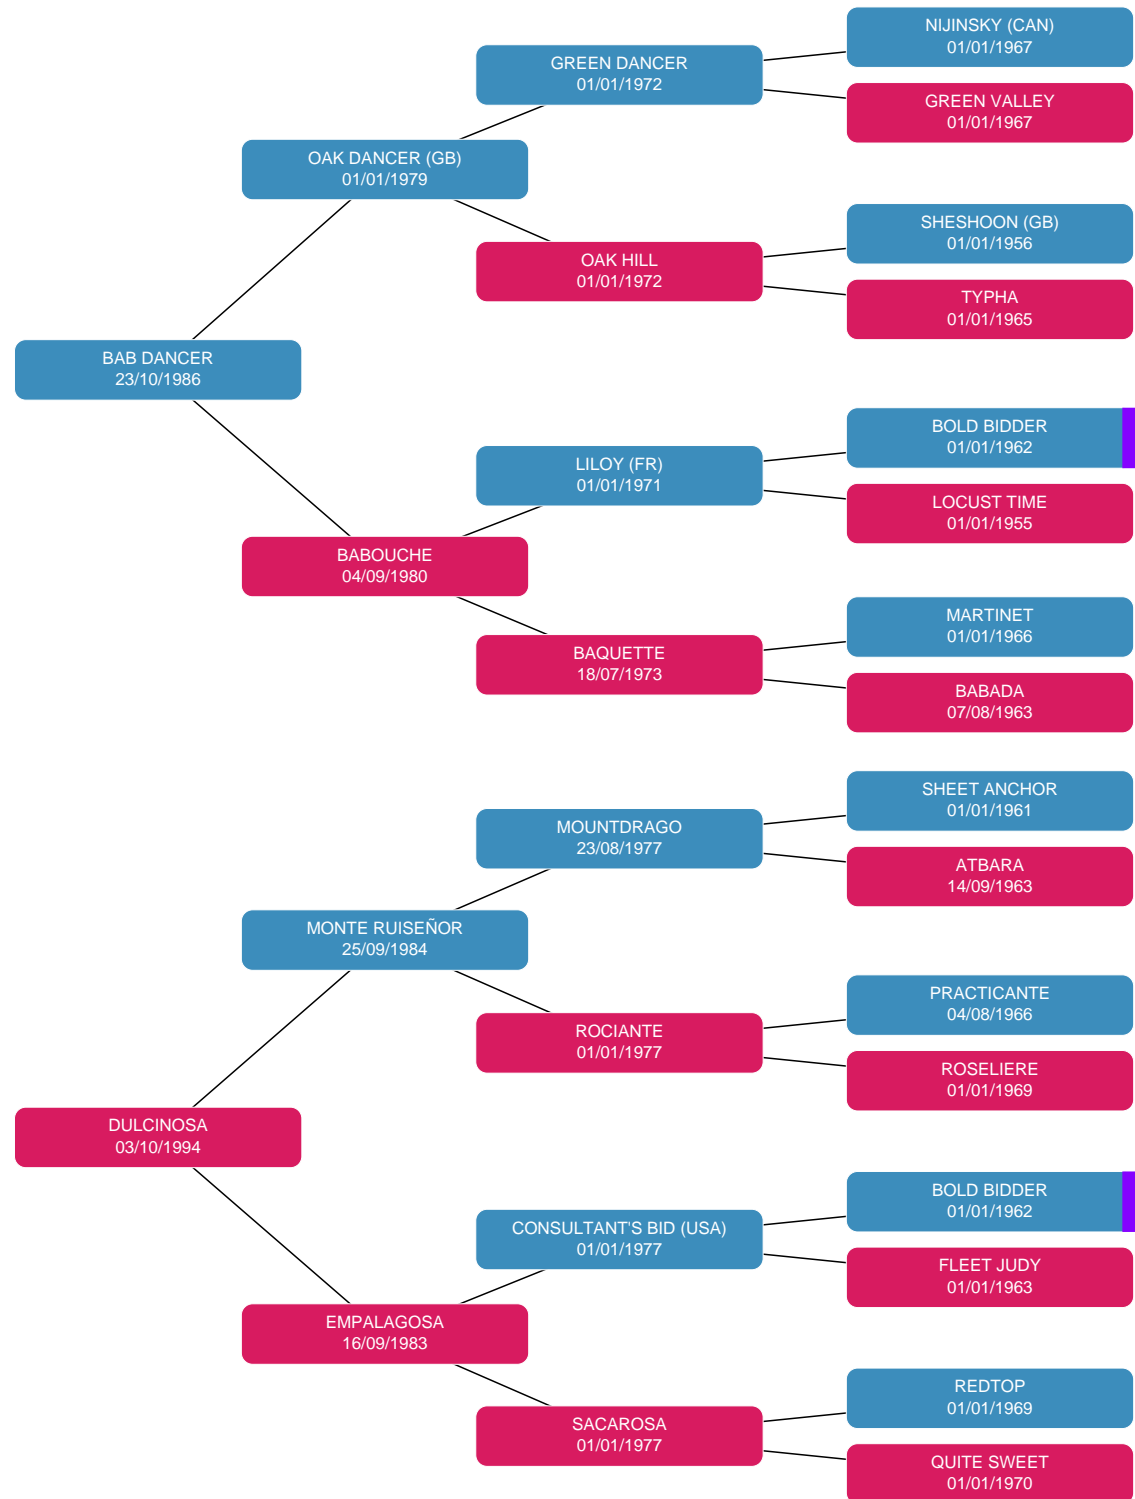 NIJINSKY (CAN)
01/01/1967
GREEN DANCER
01/01/1972
GREEN VALLEY
01/01/1967
OAK DANCER (GB)
01/01/1979
SHESHOON (GB)
01/01/1956
OAK HILL
01/01/1972
TYPHA
01/01/1965
BAB DANCER
23/10/1986
BOLD BIDDER
01/01/1962
LILOY (FR)
01/01/1971
LOCUST TIME
01/01/1955
BABOUCHE
04/09/1980
MARTINET
01/01/1966
BAQUETTE
18/07/1973
BABADA
07/08/1963
SHEET ANCHOR
01/01/1961
MOUNTDRAGO
23/08/1977
ATBARA
14/09/1963
MONTE RUISEÑOR
25/09/1984
PRACTICANTE
04/08/1966
ROCIANTE
01/01/1977
ROSELIERE
01/01/1969
DULCINOSA
03/10/1994
BOLD BIDDER
01/01/1962
CONSULTANT'S BID (USA)
01/01/1977
FLEET JUDY
01/01/1963
EMPALAGOSA
16/09/1983
REDTOP
01/01/1969
SACAROSA
01/01/1977
QUITE SWEET
01/01/1970